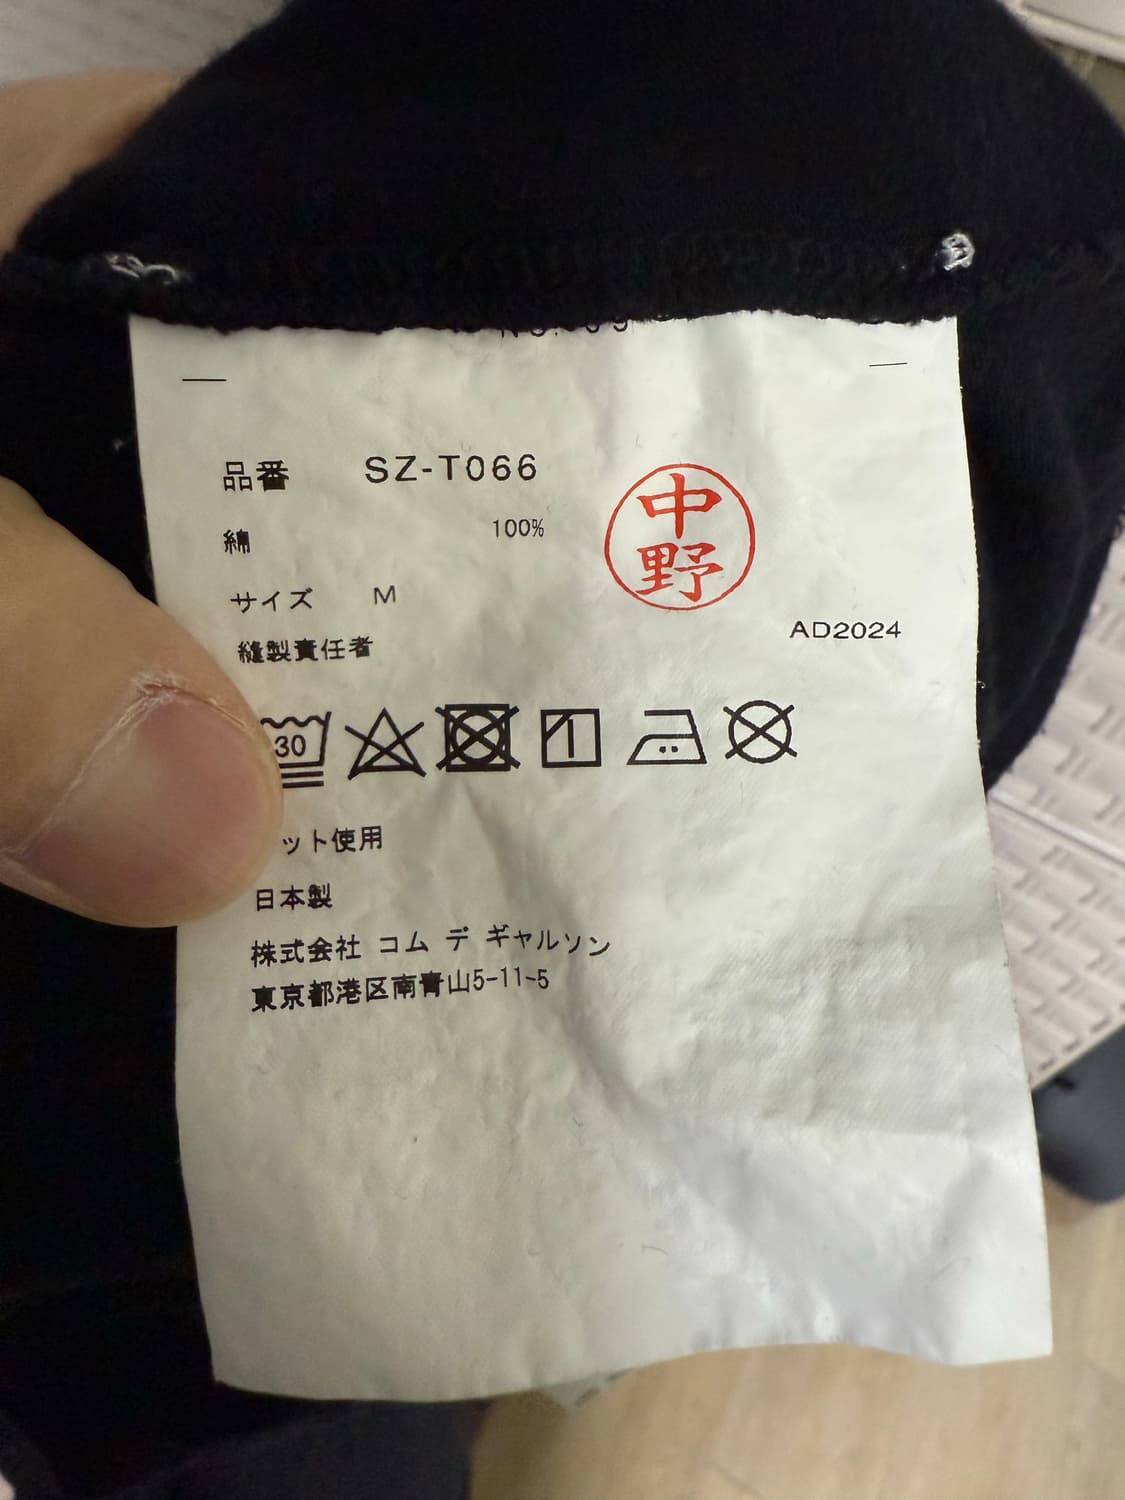 品番 SZ-T066
綿 100%
中野
サイズ M
AD2024
縫製責任者
30
ット使用
日本製
株式会社 コム デ ギャルソン
東京都港区南青山5-11-5